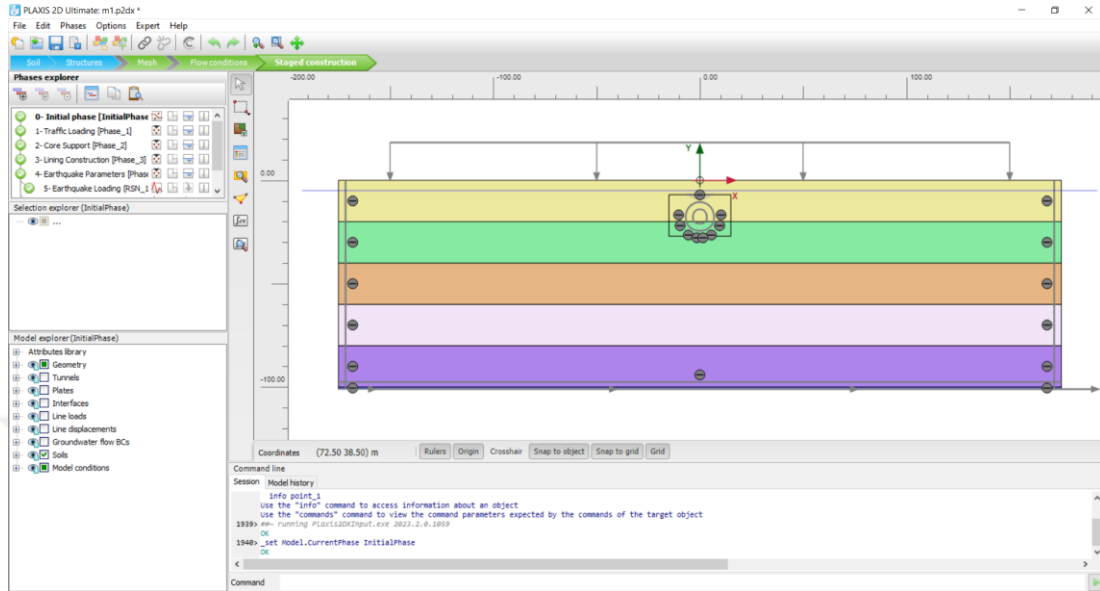 PLAXIS 2D Ultimate: m1.p2dx *
File Edit Phases Options Expert Help
Soil Structures Mesh Flow conditions Staged construction
Phases explorer
0- Initial phase [InitialPhase
1- Traffic Loading [Phase_1]
2- Core Support [Phase_2]
3- Lining Construction [Phase_3]
4- Earthquake Parameters [Phase
5- Earthquake Loading (RSN_1
Selection explorer (InitialPhase)
...
Model explorer (InitialPhase)
Attributes library
Geometry
Tunnels
Plates
Interfaces
Line loads
Line displacements
Groundwater flow BCs
Soils
Model conditions
-200.00 -100.00 0.00 100.00
0.00
-100.00
Y
X
Coordinates (72.50 38.50) m Rulers Origin Crosshair Snap to object Snap to grid Grid
Command line
Session Model history
info point_1
Use the "info" command to access information about an object
Use the "commands" command to view the command parameters expected by the commands of the target object
1939> ##~ running Plaxis2DXInput.exe 2023.2.0.1059
OK
1940> _set Model.CurrentPhase InitialPhase
OK
Command